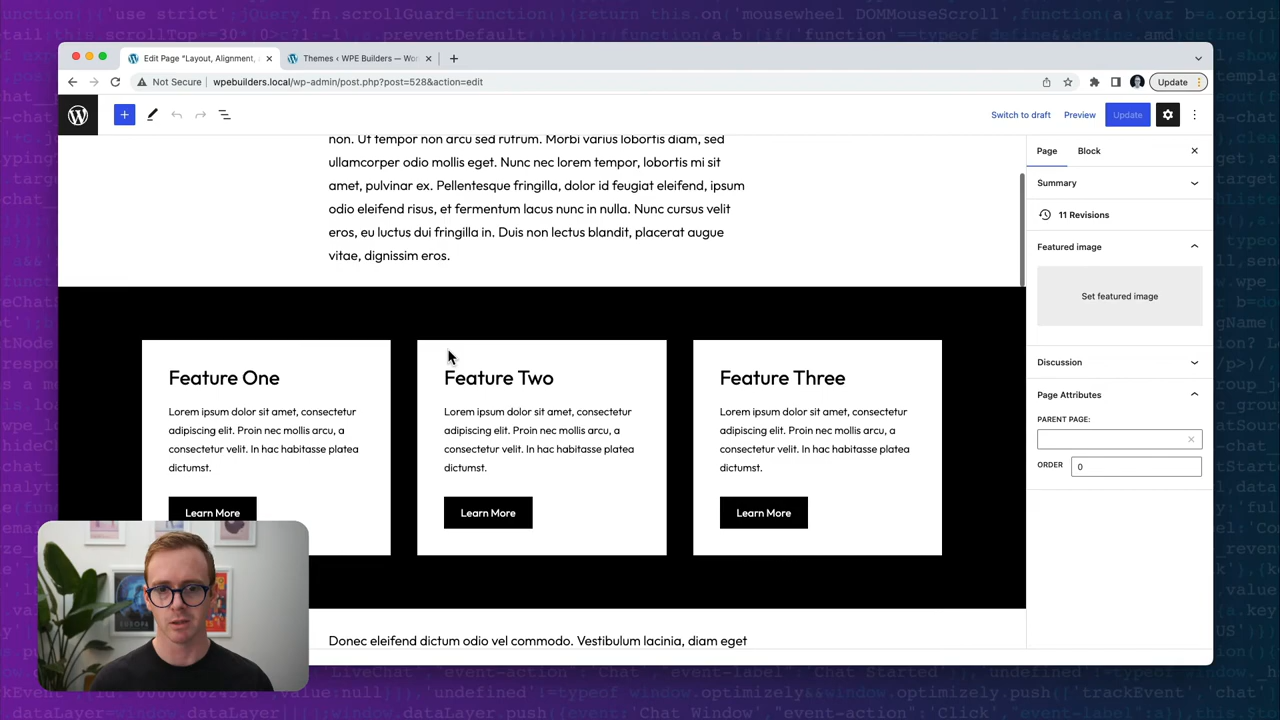 Edit Page "Layout, Alignment,
Themes ‹ WPE Builders — Wor
Not Secure
wpebuilders.local/wp-admin/post.php?post=528&action=edit
Update
Switch to draft
Preview
Update
non. Ut tempor non arcu sed rutrum. Morbi varius lobortis diam, sed
ullamcorper odio mollis eget. Nunc nec lorem tempor, lobortis mi sit
amet, pulvinar ex. Pellentesque fringilla, dolor id feugiat eleifend, ipsum
odio eleifend risus, et fermentum lacus nunc in nulla. Nunc cursus velit
eros, eu luctus dui fringilla in. Duis non lectus blandit, placerat augue
vitae, dignissim eros.
Feature One
Lorem ipsum dolor sit amet, consectetur
adipiscing elit. Proin nec mollis arcu, a
consectetur velit. In hac habitasse platea
dictumst.
Learn More
Feature Two
Lorem ipsum dolor sit amet, consectetur
adipiscing elit. Proin nec mollis arcu, a
consectetur velit. In hac habitasse platea
dictumst.
Learn More
Feature Three
Lorem ipsum dolor sit amet, consectetur
adipiscing elit. Proin nec mollis arcu, a
consectetur velit. In hac habitasse platea
dictumst.
Learn More
Donec eleifend dictum odio vel commodo. Vestibulum lacinia, diam eget
Page
Block
Summary
11 Revisions
Featured image
Set featured image
Discussion
Page Attributes
PARENT PAGE:
ORDER
0
EUROPA